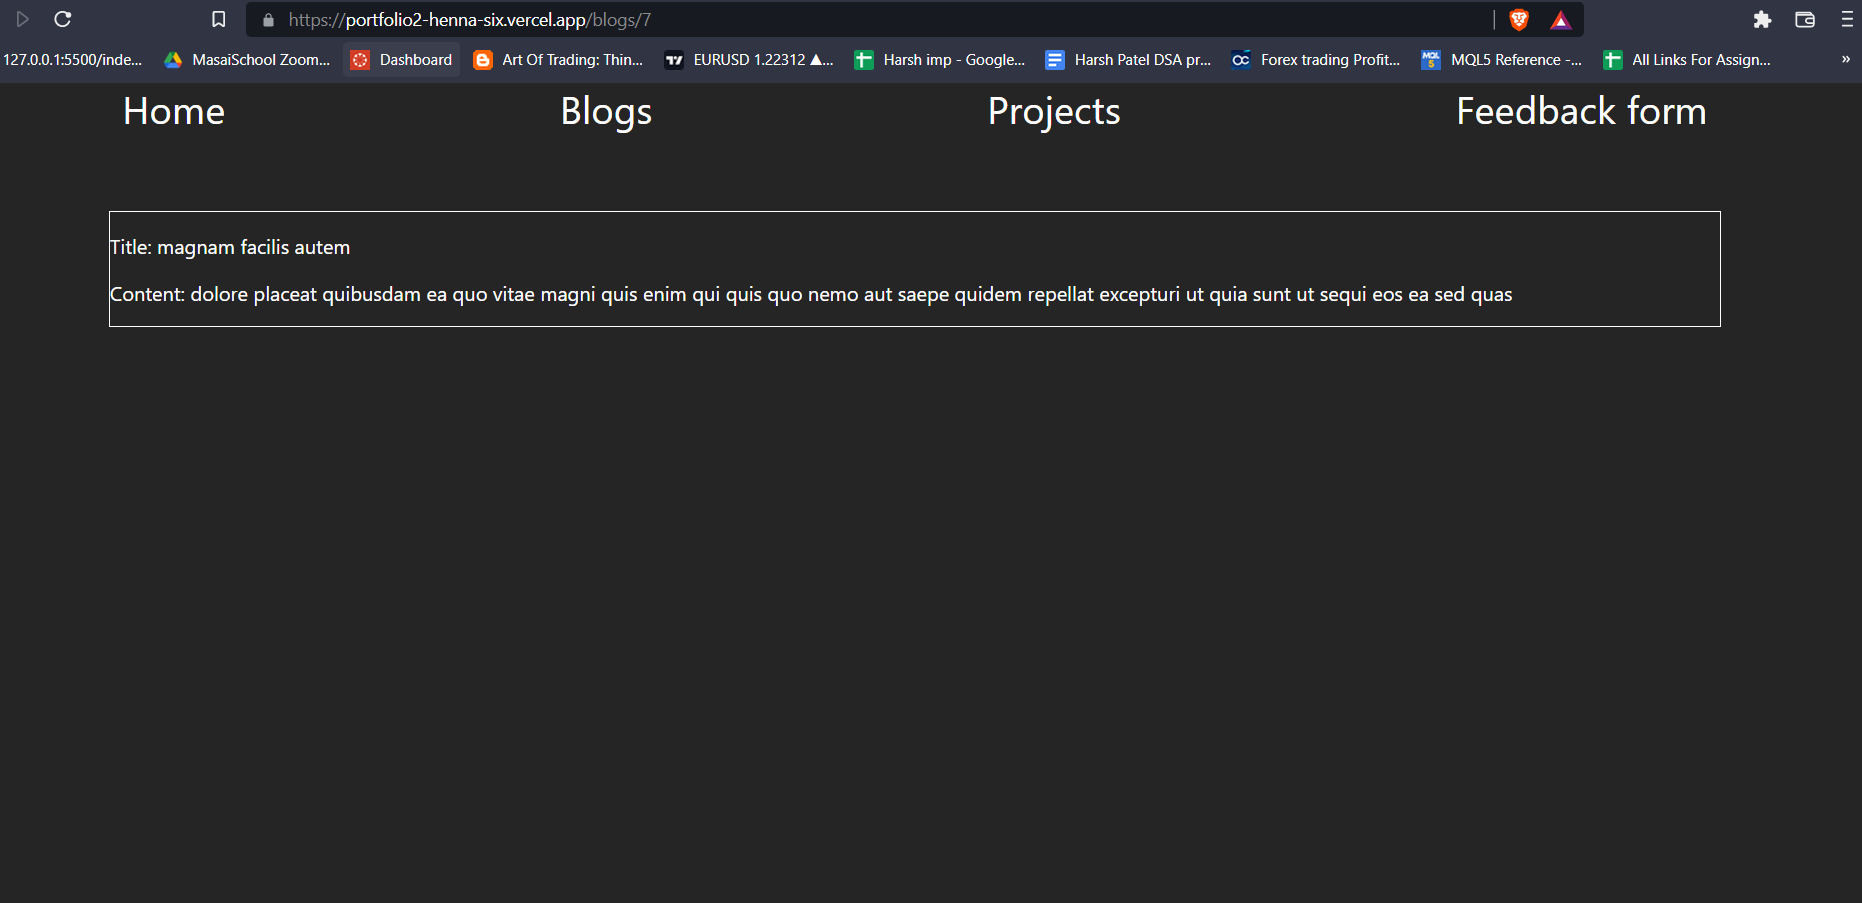 https://portfolio2-henna-six.vercel.app/blogs/7
127.0.0.1:5500/inde... MasaiSchool Zoom... Dashboard Art Of Trading: Thin... EURUSD 1.22312 ▲... Harsh imp - Google... Harsh Patel DSA pr... Forex trading Profit... MQL5 Reference -... All Links For Assign... »
Home Blogs Projects Feedback form
Title: magnam facilis autem
Content: dolore placeat quibusdam ea quo vitae magni quis enim qui quis quo nemo aut saepe quidem repellat excepturi ut quia sunt ut sequi eos ea sed quas